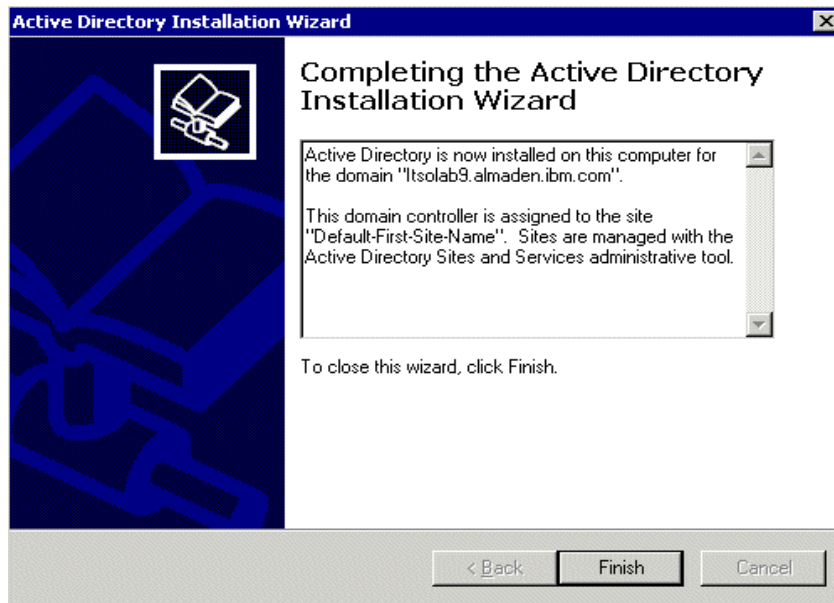 Active Directory Installation Wizard
Completing the Active Directory
Installation Wizard
Active Directory is now installed on this computer for
the domain "Itsolab9.almaden.ibm.com".
This domain controller is assigned to the site
"Default-First-Site-Name". Sites are managed with the
Active Directory Sites and Services administrative tool.
To close this wizard, click Finish.
< Back
Finish
Cancel